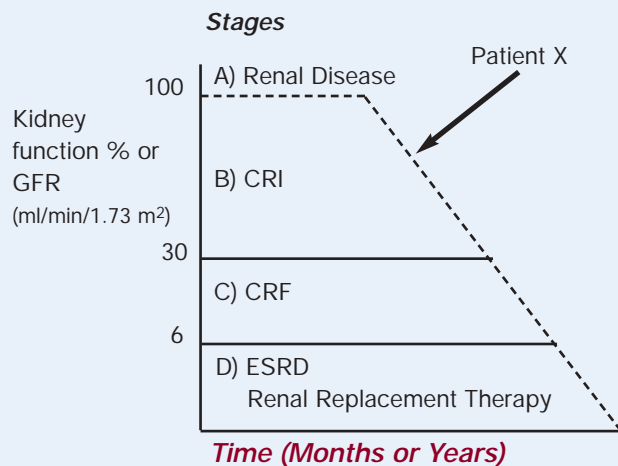 Stages
Patient X
A) Renal Disease
100
Kidney
function % or
GFR
(ml/min/1.73 m²)
B) CRI
30
C) CRF
6
D) ESRD
Renal Replacement Therapy
Time (Months or Years)